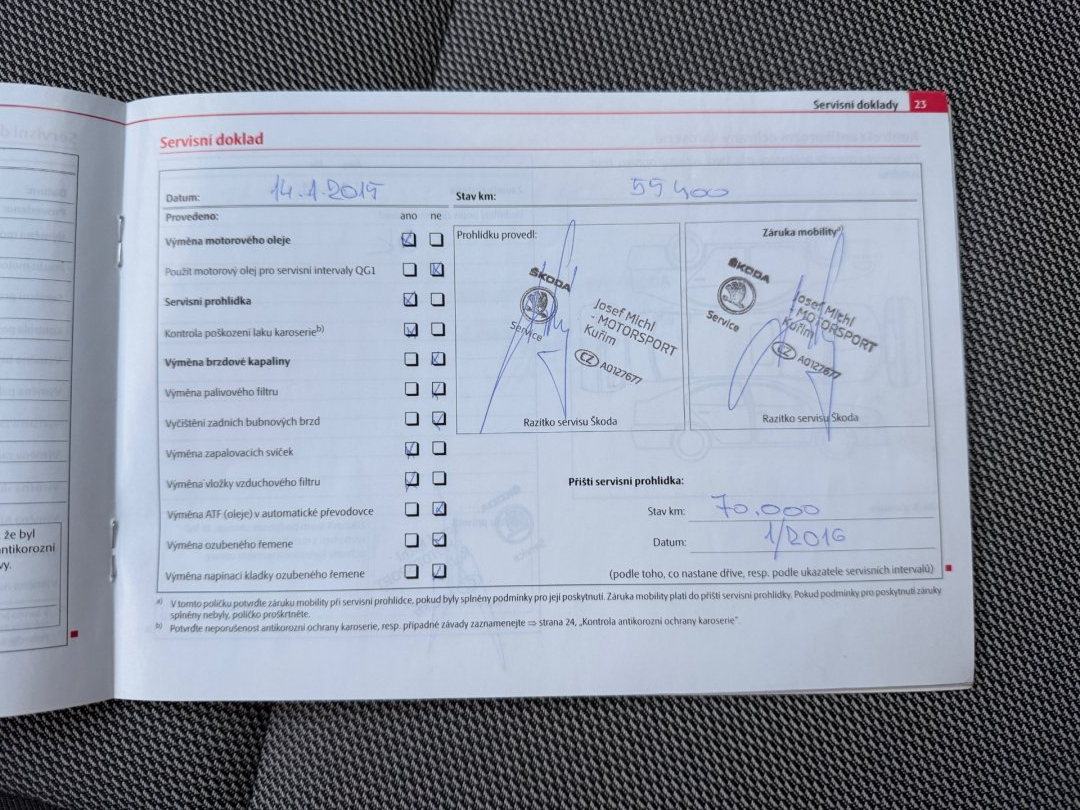 Servisní doklady 23
Servisní doklad
Datum: 14.1.2015 Stav km: 55 400
Provedeno: ano ne
Výměna motorového oleje
Použit motorový olej pro servisní intervaly QG1
Servisní prohlídka
Kontrola poškození laku karoserie b)
Výměna brzdové kapaliny
Výměna palivového filtru
Vyčištění zadních bubnových brzd
Výměna zapalovacích svíček
Výměna vložky vzduchového filtru
Výměna ATF (oleje) v automatické převodovce
Výměna ozubeného řemene
Výměna napínací kladky ozubeného řemene
Prohlídku provedl:
ŠKODA
Service
Josef Michl
- MOTORSPORT
Kuřim
CZ A0127677
Razítko servisu Škoda
Záruka mobility a)
ŠKODA
Service
Josef Michl
- MOTORSPORT
Kuřim
CZ A0127677
Razítko servisu Škoda
Příští servisní prohlídka:
Stav km: 70.000
Datum: 1/2016
(podle toho, co nastane dříve, resp. podle ukazatele servisních intervalů)
a) V tomto políčku potvrďte záruku mobility při servisní prohlídce, pokud byly splněny podmínky pro její poskytnutí. Záruka mobility platí do příští servisní prohlídky. Pokud podmínky pro poskytnutí záruky
splněny nebyly, políčko proškrtněte.
b) Potvrďte neporušenost antikorozní ochrany karoserie, resp. případné závady zaznamenejte ⇒ strana 24, „Kontrola antikorozní ochrany karoserie“.
že byl
ntikorozní
vy.